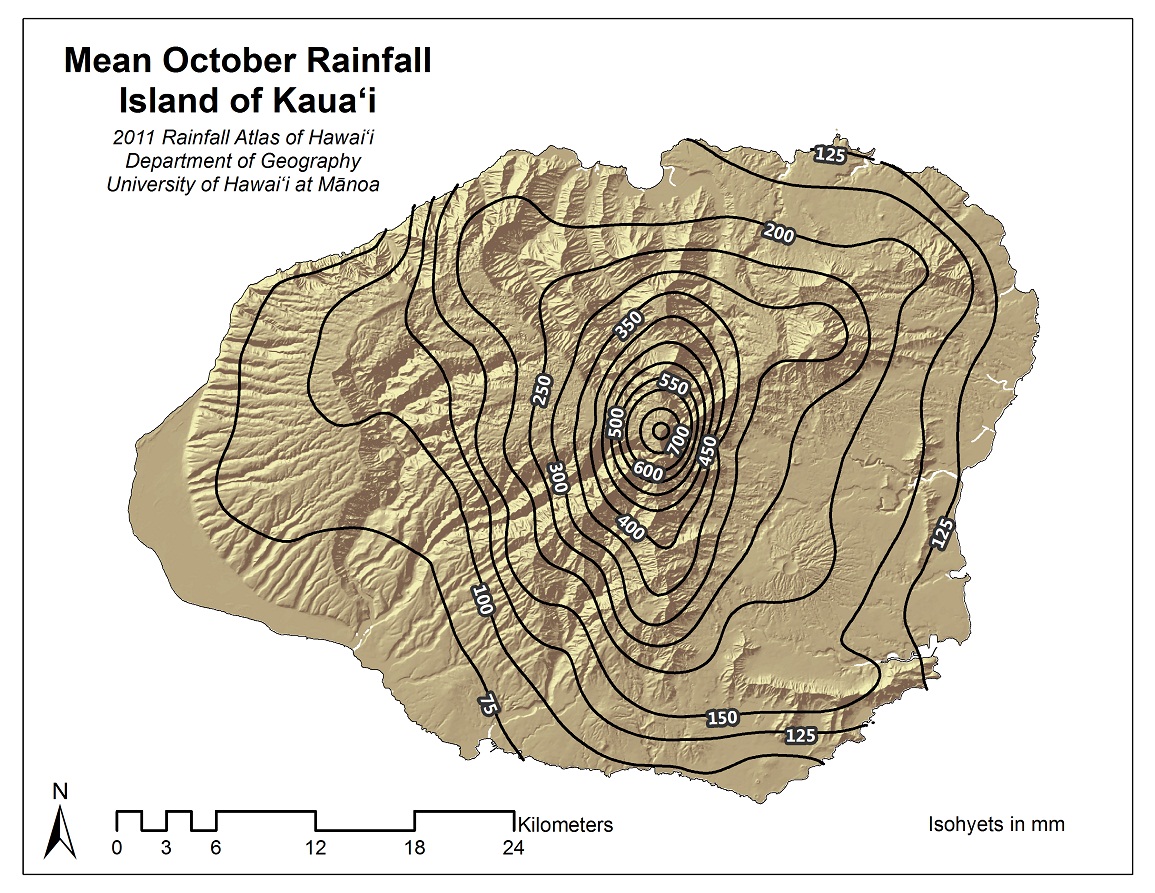 Mean October Rainfall
Island of Kauaʻi
2011 Rainfall Atlas of Hawaiʻi
Department of Geography
University of Hawaiʻi at Mānoa
125
200
350
550
250
500
700
450
600
300
400
125
100
75
150
125
N
Kilometers
0 3 6 12 18 24
Isohyets in mm